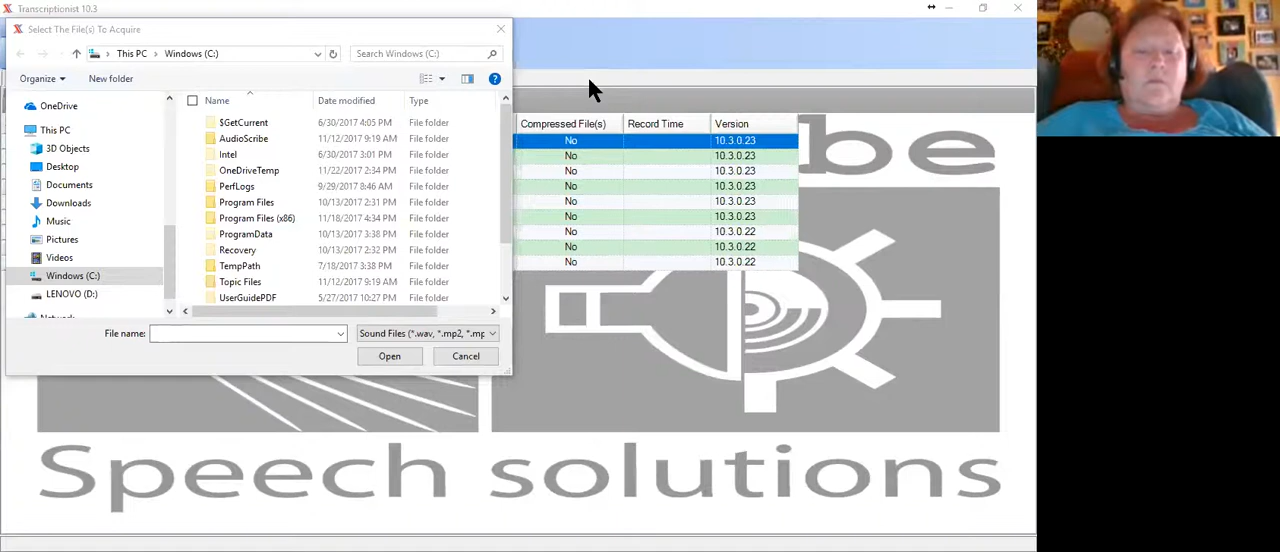 Transcriptionist 10.3
Select The File(s) To Acquire
This PC > Windows (C:)
Search Windows (C:)
Organize
New folder
OneDrive
This PC
3D Objects
Desktop
Documents
Downloads
Music
Pictures
Videos
Windows (C:)
LENOVO (D:)
Network
Name Date modified Type
$GetCurrent 6/30/2017 4:05 PM File folder
AudioScribe 11/12/2017 9:19 AM File folder
Intel 6/30/2017 3:01 PM File folder
OneDriveTemp 11/22/2017 2:34 PM File folder
PerfLogs 9/29/2017 8:46 AM File folder
Program Files 10/13/2017 2:31 PM File folder
Program Files (x86) 11/18/2017 4:34 PM File folder
ProgramData 10/13/2017 3:38 PM File folder
Recovery 10/13/2017 2:32 PM File folder
TempPath 7/18/2017 3:38 PM File folder
Topic Files 11/12/2017 9:19 AM File folder
UserGuidePDF 5/27/2017 10:27 PM File folder
File name:
Sound Files (*.wav, *.mp2, *.mp
Open
Cancel
Compressed File(s) Record Time Version
No 10.3.0.23
No 10.3.0.23
No 10.3.0.23
No 10.3.0.23
No 10.3.0.23
No 10.3.0.23
No 10.3.0.22
No 10.3.0.22
No 10.3.0.22
be
Speech solutions